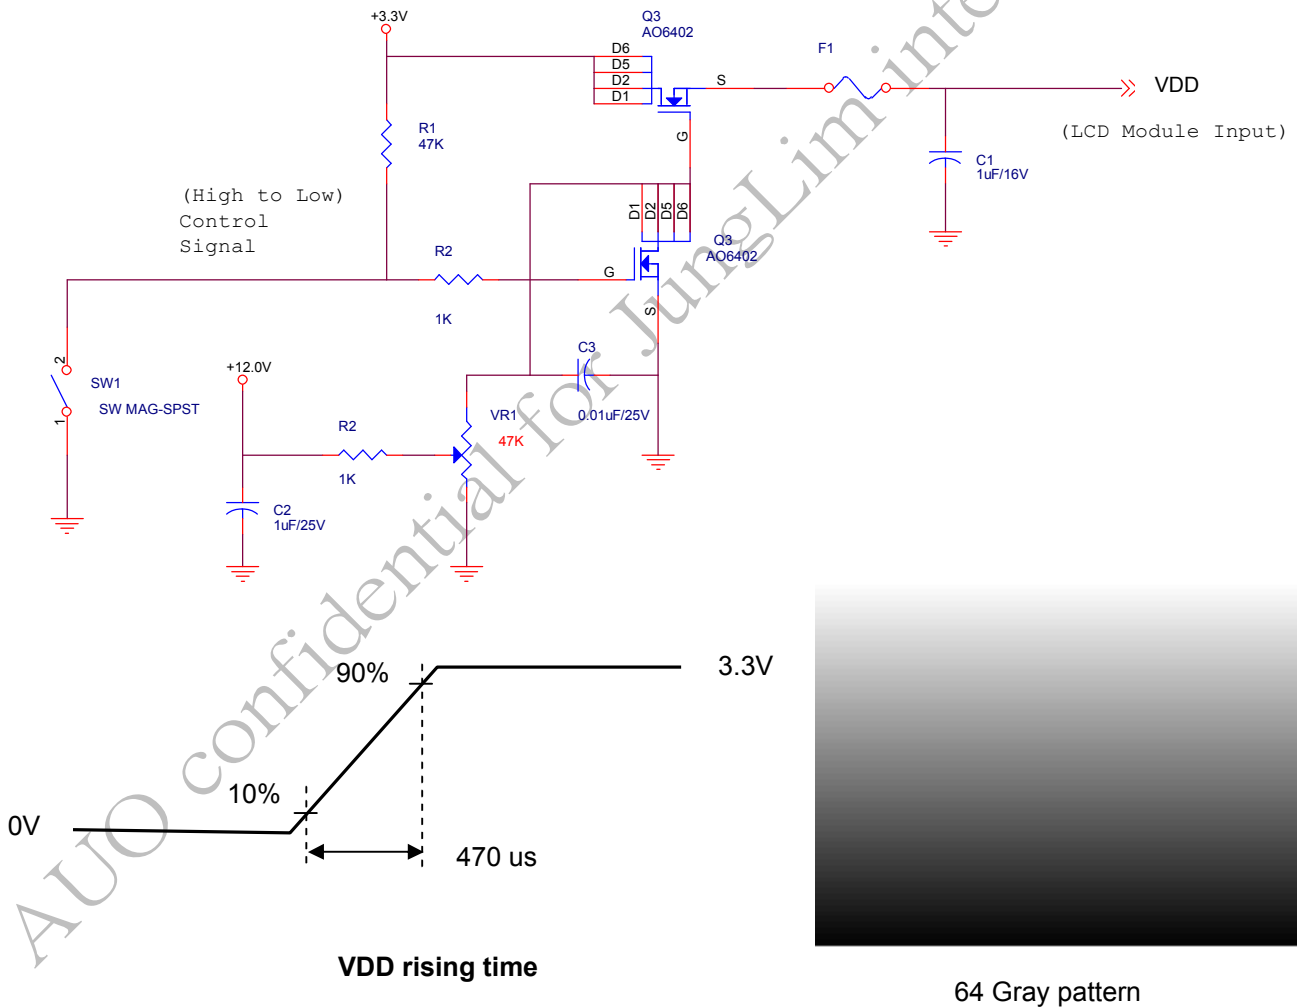 +3.3V
Q3
AO6402
D6
D5
D2
D1
S
G
F1
VDD
(LCD Module Input)
R1
47K
C1
1uF/16V
(High to Low)
Control
Signal
D1
D2
D5
D6
Q3
AO6402
R2
1K
G
S
2
1
SW1
SW MAG-SPST
+12.0V
C3
0.01uF/25V
VR1
47K
R2
1K
C2
1uF/25V
90%
3.3V
10%
0V
470 us
VDD rising time
64 Gray pattern
AUO confidential for JungLim inte